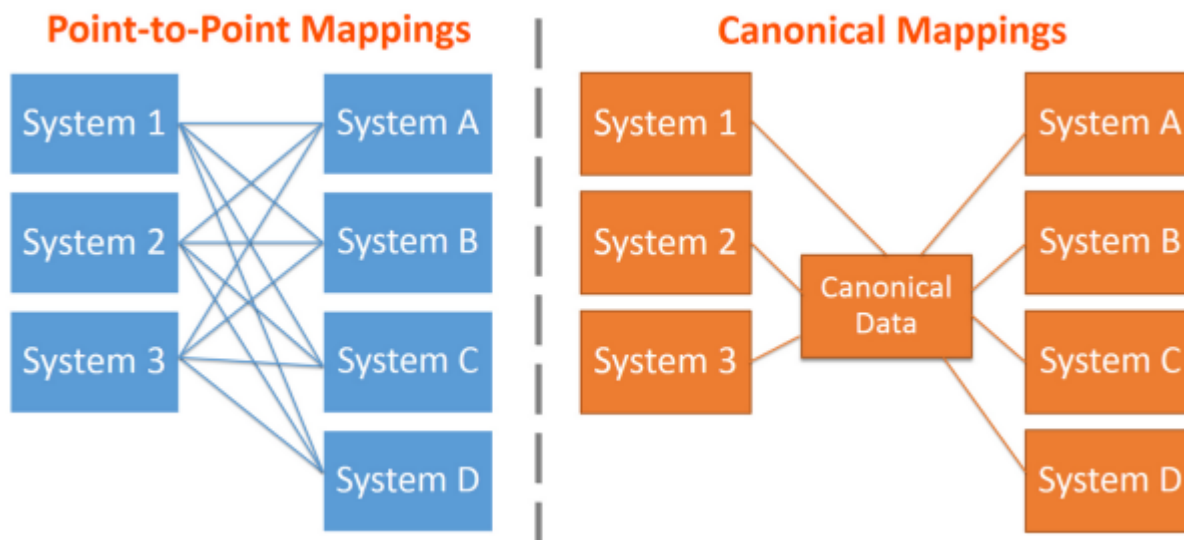 Point-to-Point Mappings
System 1
System A
System 2
System B
System 3
System C
System D
Canonical Mappings
System 1
System A
System 2
System B
Canonical
Data
System 3
System C
System D